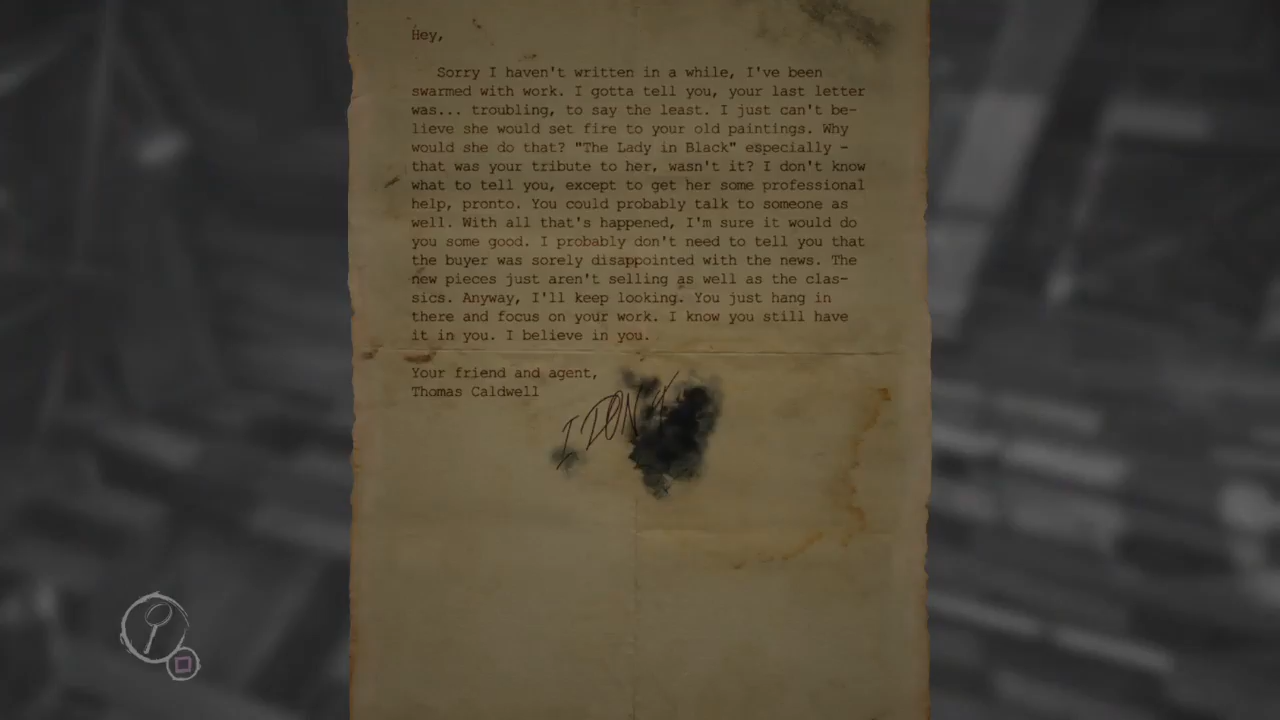 Hey,
Sorry I haven't written in a while, I've been
swarmed with work. I gotta tell you, your last letter
was... troubling, to say the least. I just can't be-
lieve she would set fire to your old paintings. Why
would she do that? "The Lady in Black" especially -
that was your tribute to her, wasn't it? I don't know
what to tell you, except to get her some professional
help, pronto. You could probably talk to someone as
well. With all that's happened, I'm sure it would do
you some good. I probably don't need to tell you that
the buyer was sorely disappointed with the news. The
new pieces just aren't selling as well as the clas-
sics. Anyway, I'll keep looking. You just hang in
there and focus on your work. I know you still have
it in you. I believe in you.
Your friend and agent,
Thomas Caldwell
I